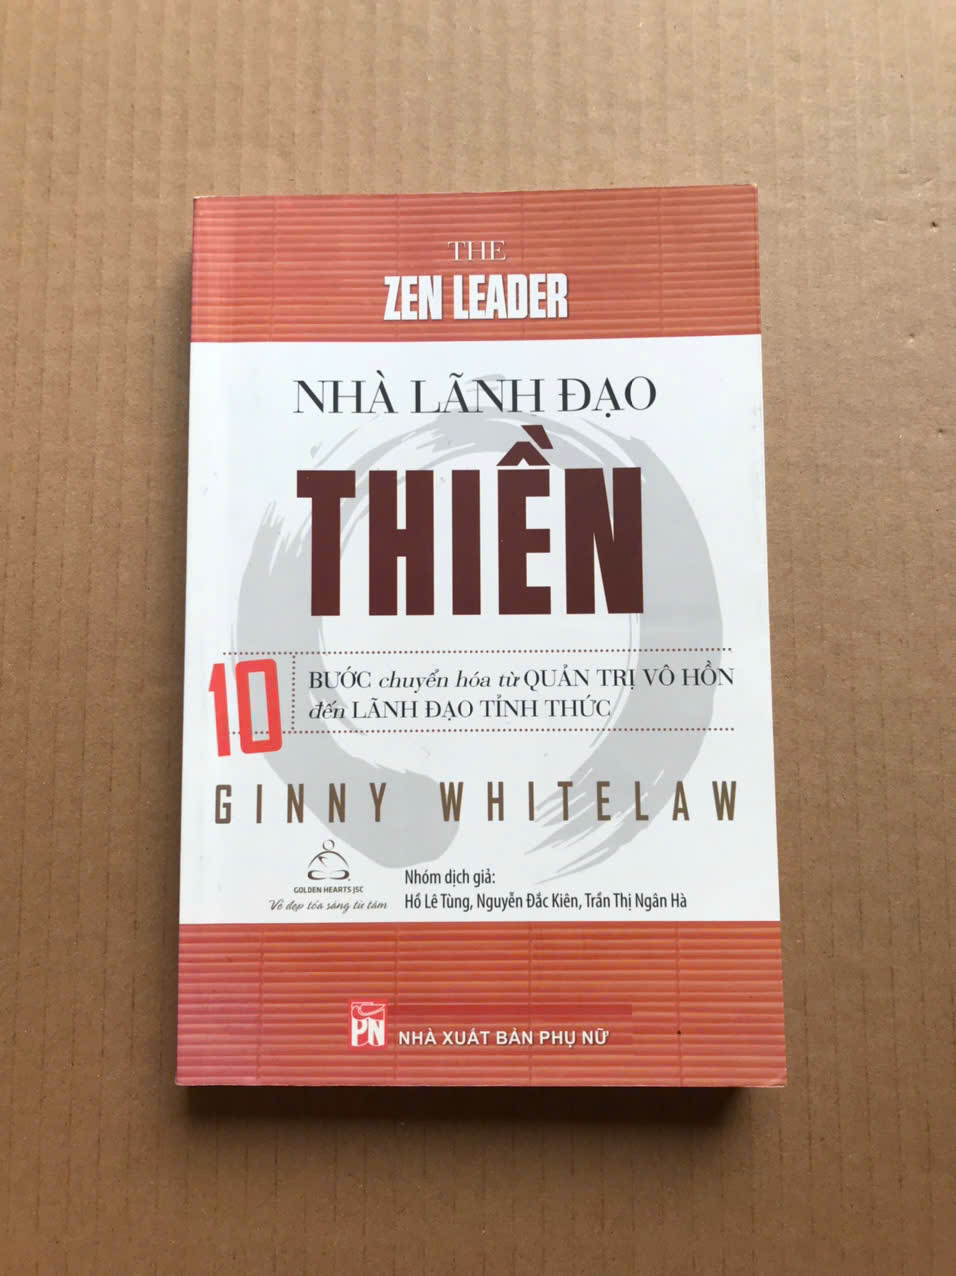 THE
ZEN LEADER
NHÀ LÃNH ĐẠO
THIỀN
10
BƯỚC chuyển hóa từ QUẢN TRỊ VÔ HỒN
đến LÃNH ĐẠO TỈNH THỨC
GINNY WHITELAW
GOLDEN HEARTS JSC
Vẻ đẹp tỏa sáng từ tâm
Nhóm dịch giả:
Hồ Lê Tùng, Nguyễn Đắc Kiên, Trần Thị Ngân Hà
PN
NHÀ XUẤT BẢN PHỤ NỮ